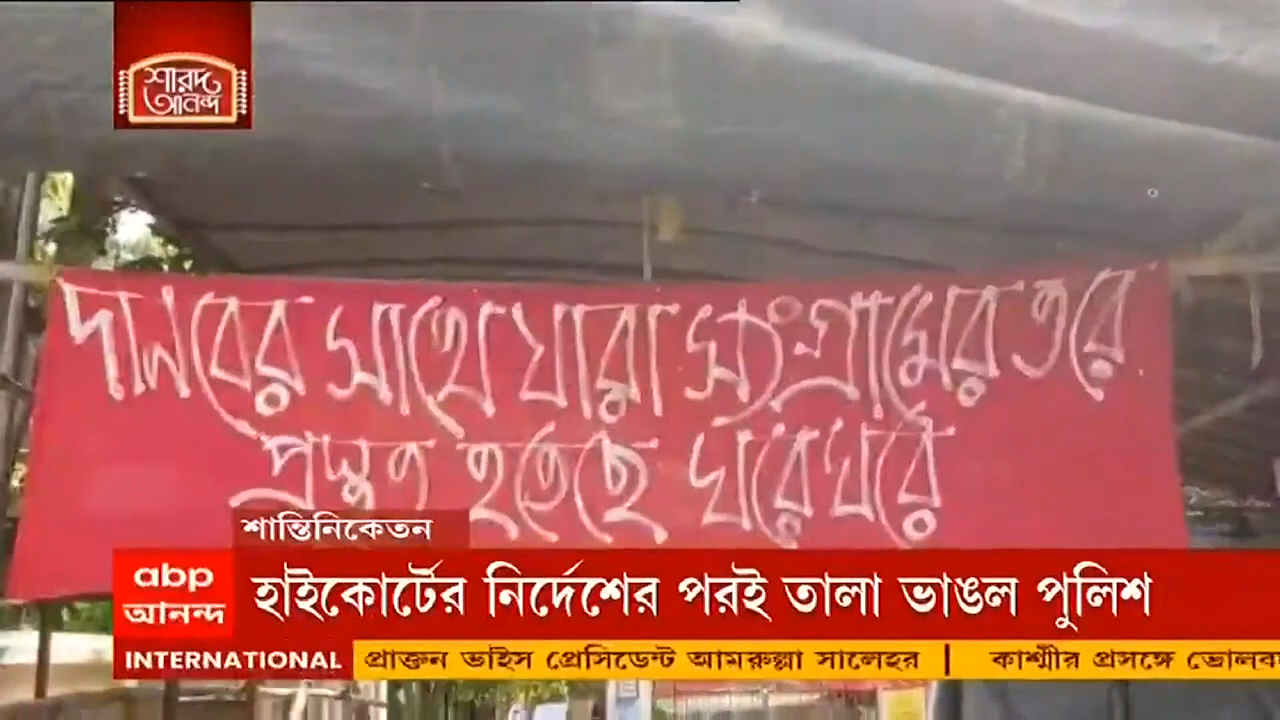 শারদ
আনন্দ
দানবের সাথে যারা সংগ্রামের তরে
প্রস্তুত হতেছে ঘরে ঘরে
শান্তিনিকেতন
abp
আনন্দ
হাইকোর্টের নির্দেশের পরই তালা ভাঙল পুলিশ
INTERNATIONAL
প্রাক্তন ভাইস প্রেসিডেন্ট আমরুল্লা সালেহর | কাশ্মীর প্রসঙ্গে